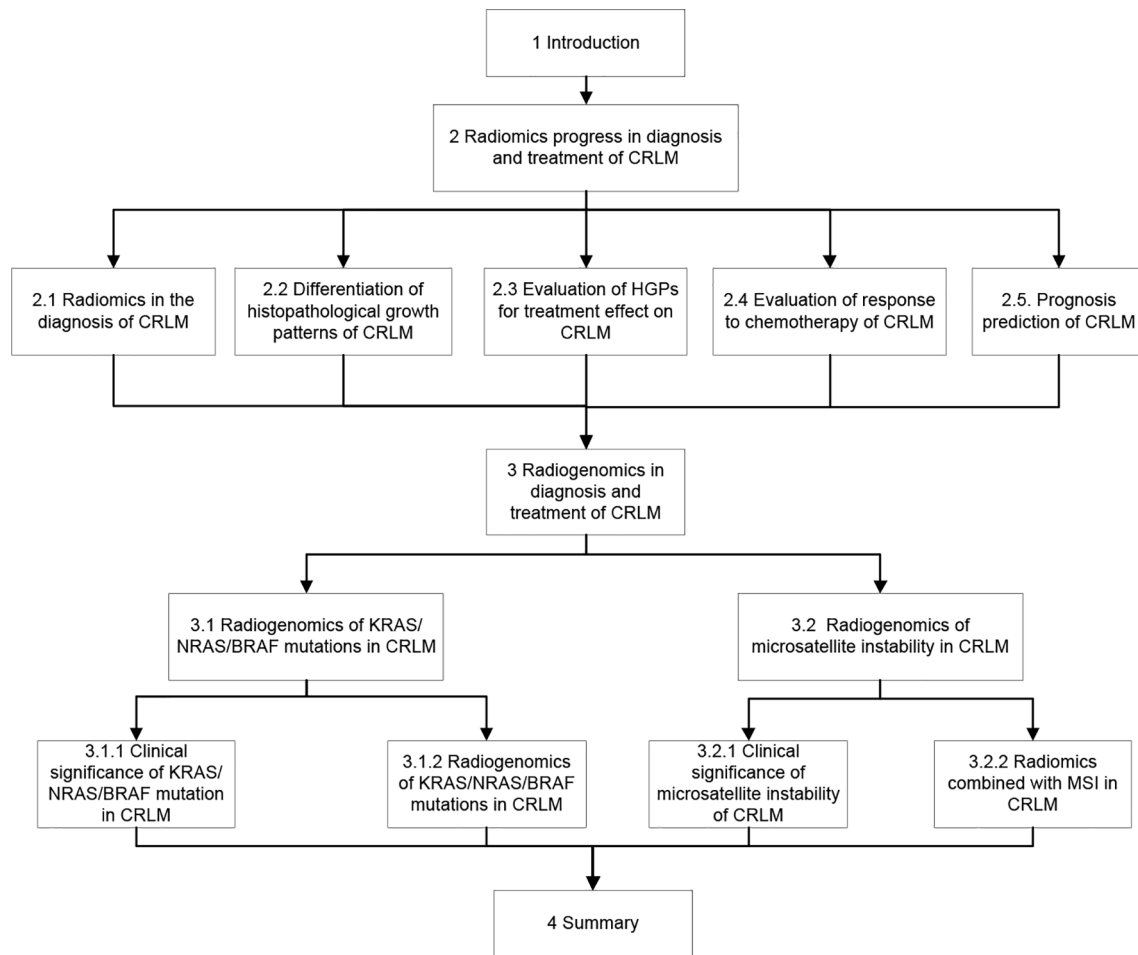 1 Introduction
2 Radiomics progress in diagnosis
and treatment of CRLM
2.1 Radiomics in the
diagnosis of CRLM
2.2 Differentiation of
histopathological growth
patterns of CRLM
2.3 Evaluation of HGPs
for treatment effect on
CRLM
2.4 Evaluation of response
to chemotherapy of CRLM
2.5. Prognosis
prediction of CRLM
3 Radiogenomics in
diagnosis and
treatment of CRLM
3.1 Radiogenomics of KRAS/
NRAS/BRAF mutations in CRLM
3.2 Radiogenomics of
microsatellite instability in CRLM
3.1.1 Clinical
significance of KRAS/
NRAS/BRAF mutation
in CRLM
3.1.2 Radiogenomics
of KRAS/NRAS/BRAF
mutations in CRLM
3.2.1 Clinical
significance of
microsatellite instability
of CRLM
3.2.2 Radiomics
combined with MSI in
CRLM
4 Summary